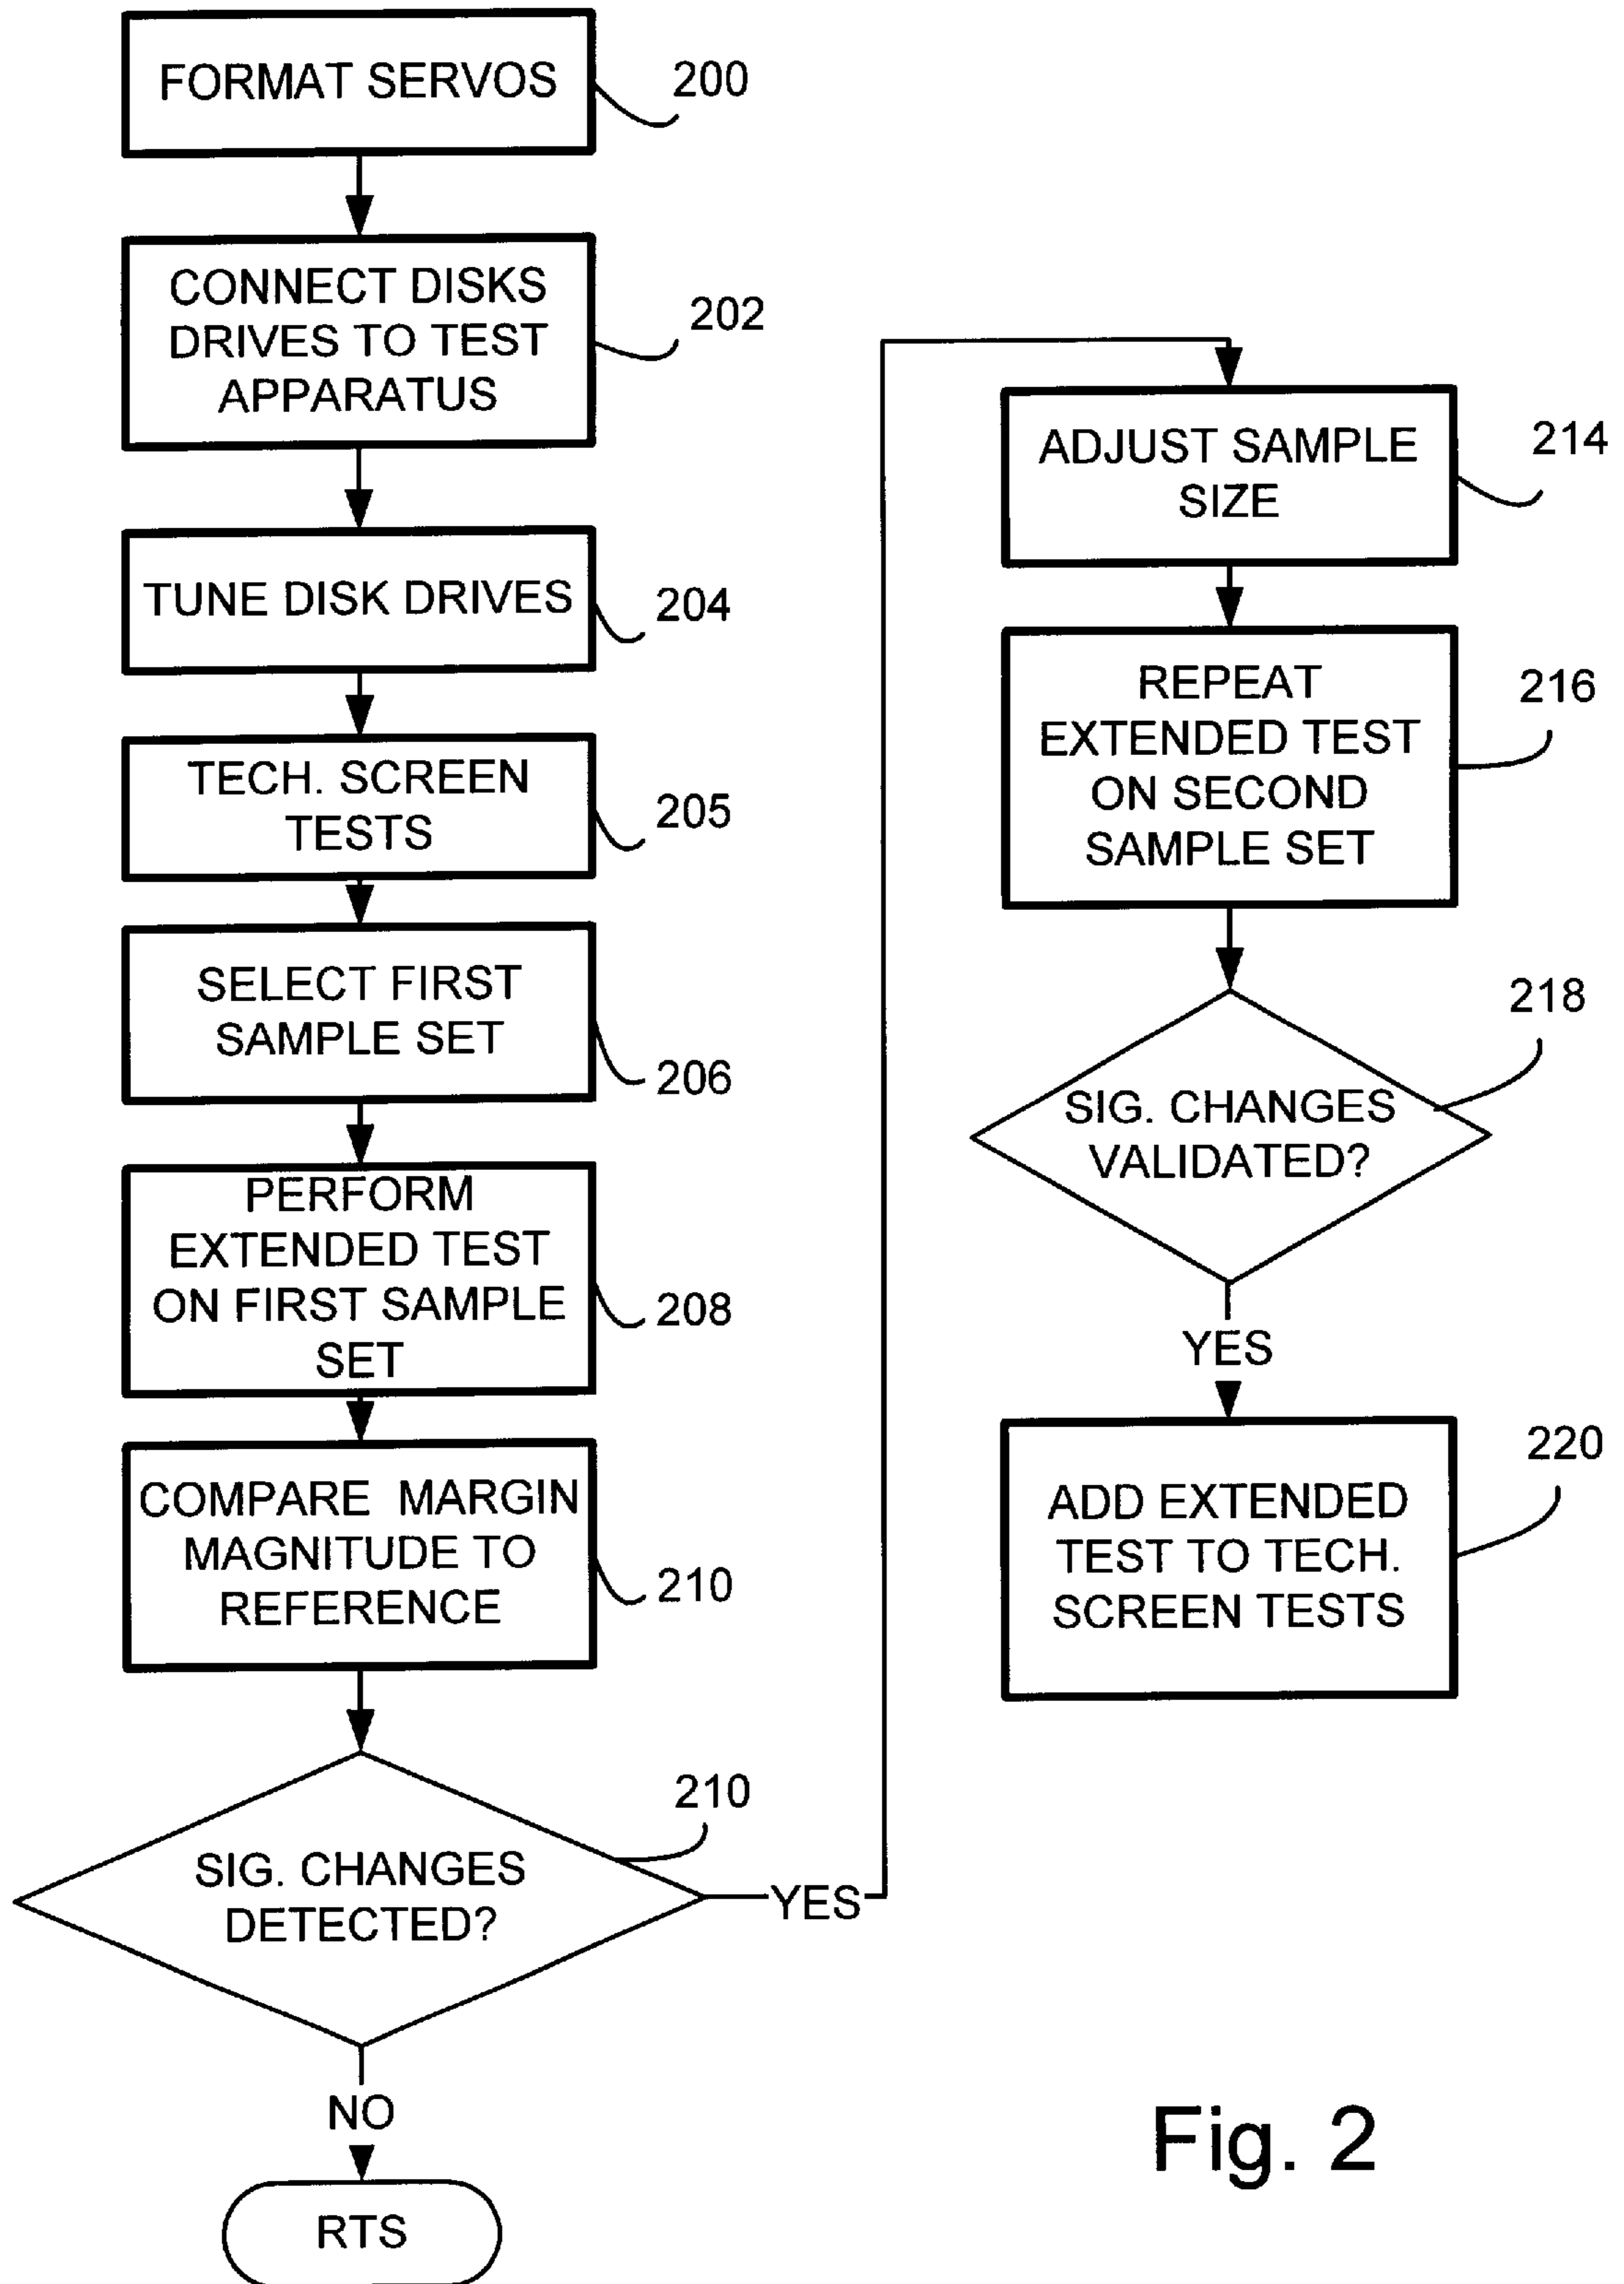 FORMAT SERVOS
200
CONNECT DISKS
DRIVES TO TEST
APPARATUS
202
TUNE DISK DRIVES
204
TECH. SCREEN
TESTS
205
SELECT FIRST
SAMPLE SET
206
PERFORM
EXTENDED TEST
ON FIRST SAMPLE
SET
208
COMPARE MARGIN
MAGNITUDE TO
REFERENCE
210
SIG. CHANGES
DETECTED?
210
YES
NO
RTS
ADJUST SAMPLE
SIZE
214
REPEAT
EXTENDED TEST
ON SECOND
SAMPLE SET
216
SIG. CHANGES
VALIDATED?
218
YES
ADD EXTENDED
TEST TO TECH.
SCREEN TESTS
220
Fig. 2